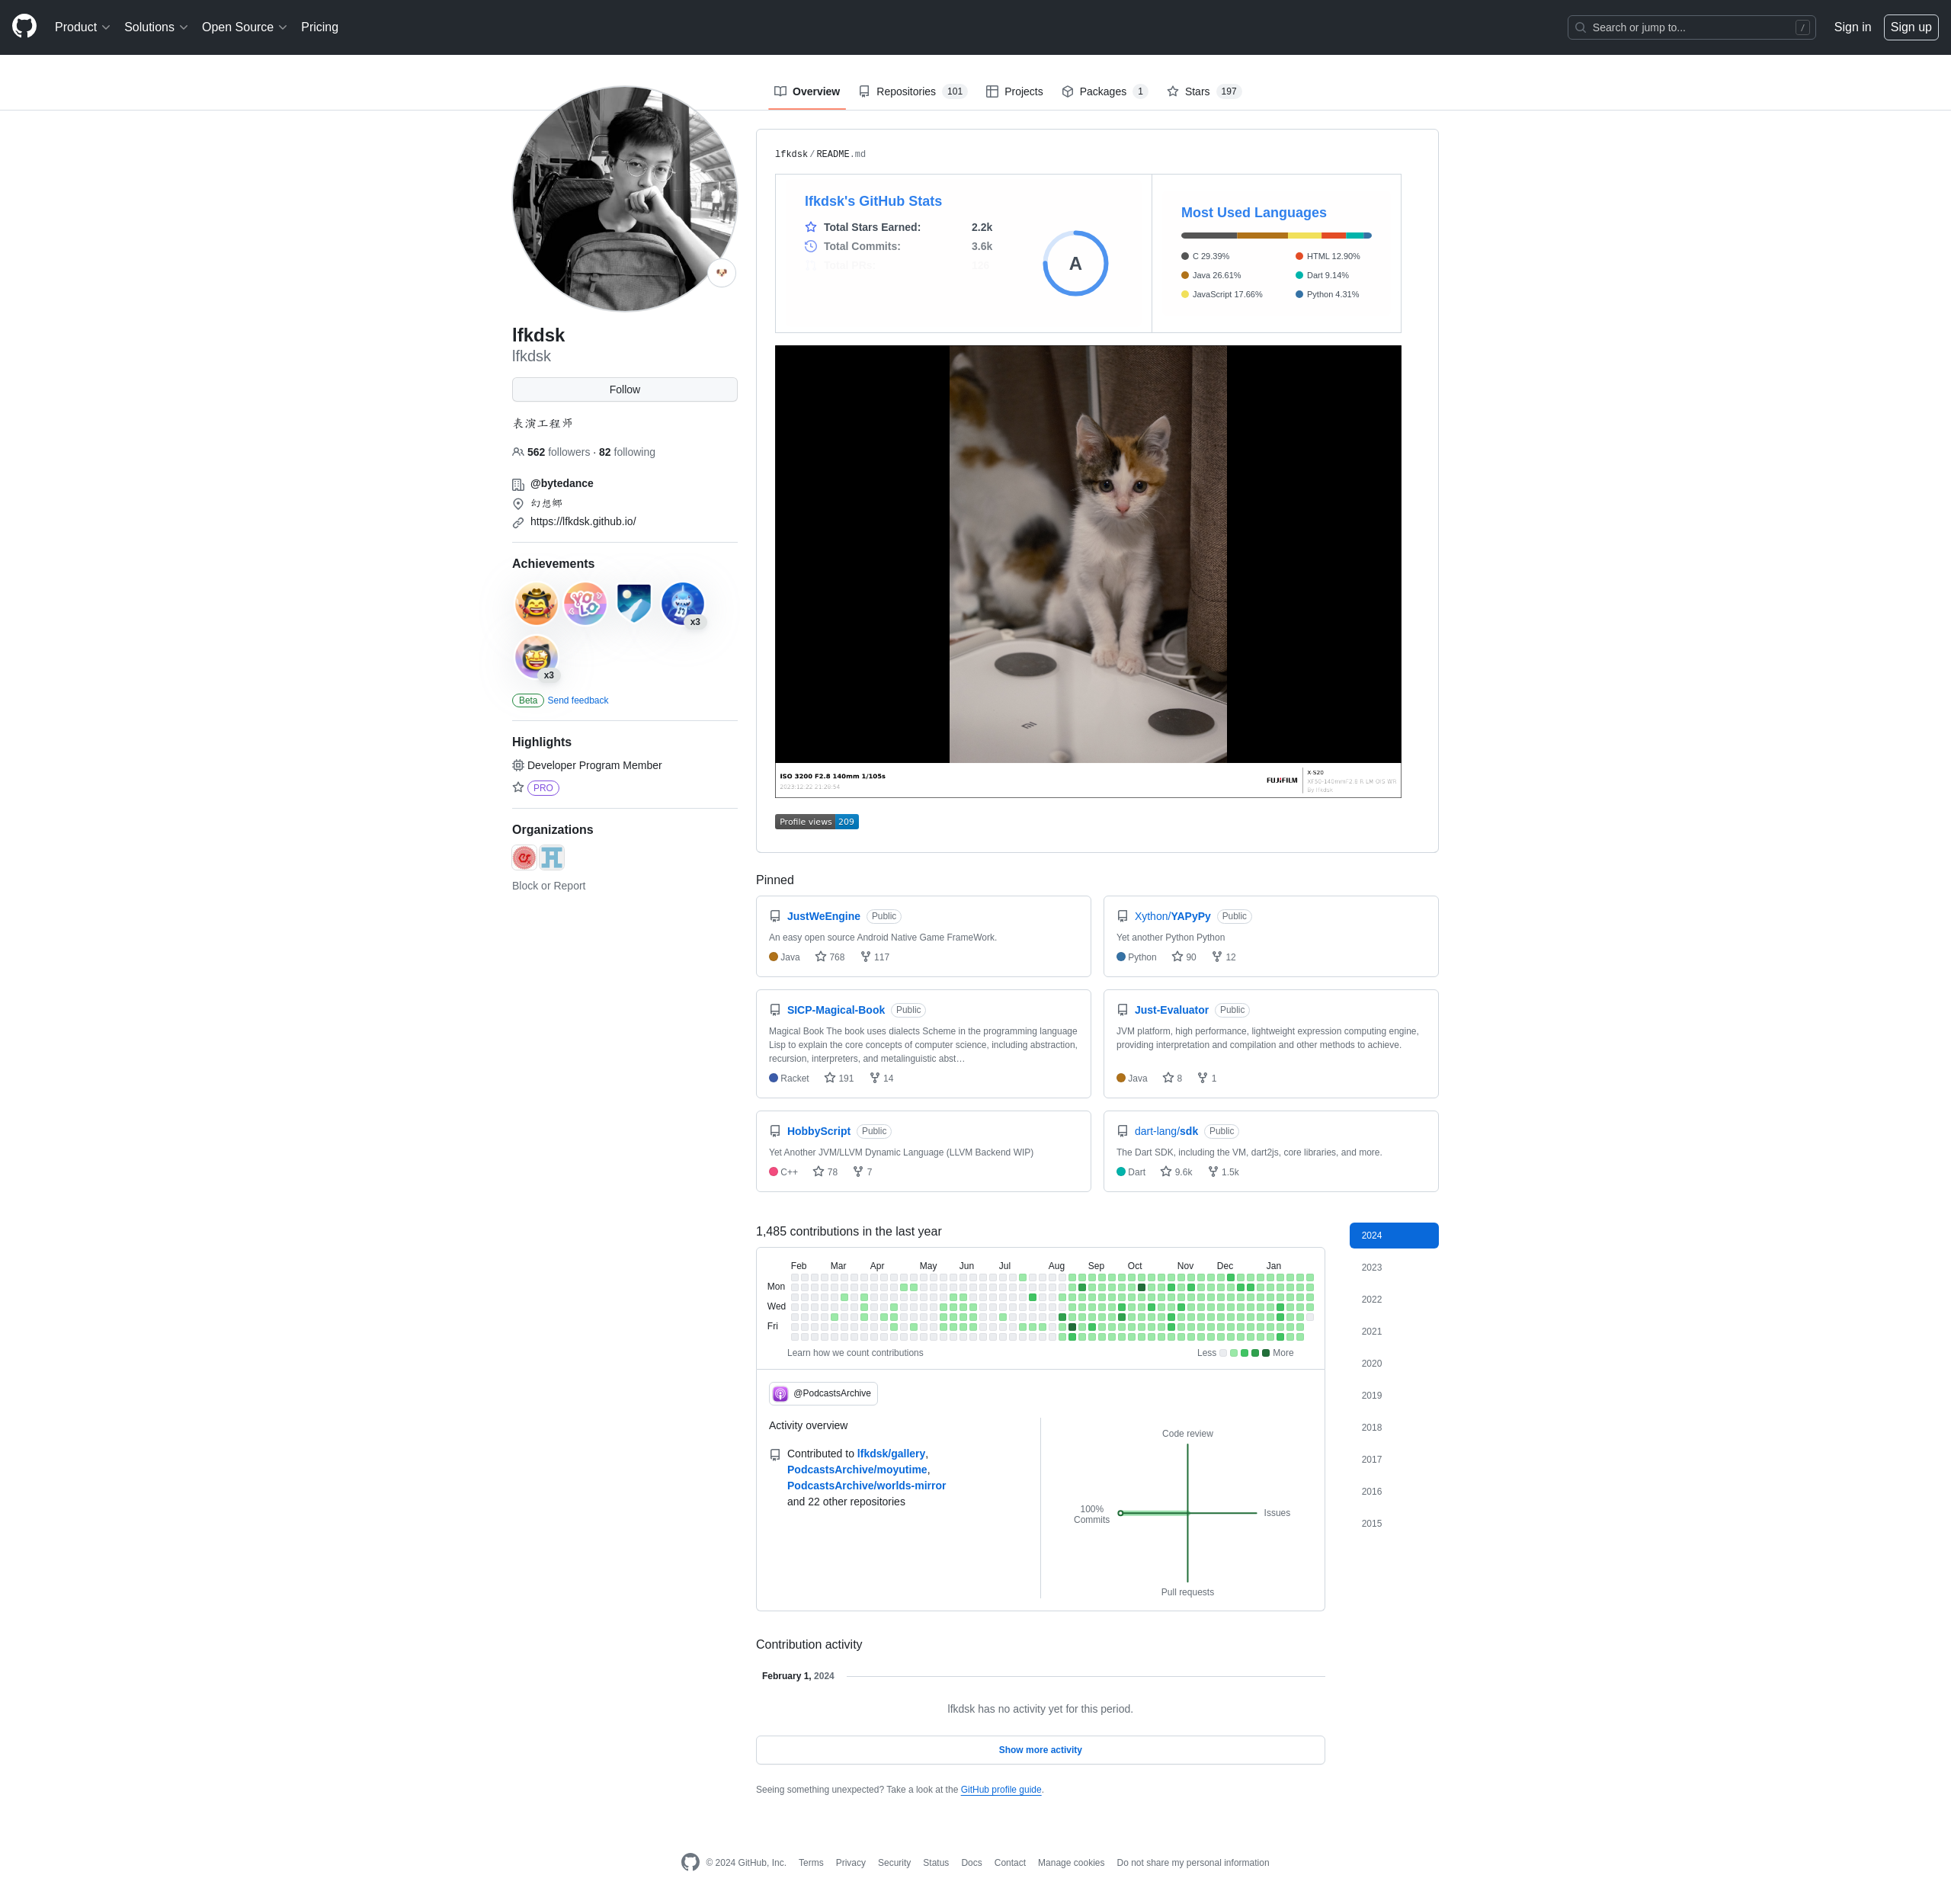 Product Solutions Open Source Pricing Search or jump to... / Sign in Sign up
Overview Repositories 101 Projects Packages 1 Stars 197
lfkdsk
lfkdsk
Follow
表演工程师
562 followers · 82 following
@bytedance
幻想郷
https://lfkdsk.github.io/
Achievements
YOLO
x3
x3
Beta Send feedback
Highlights
Developer Program Member
PRO
Organizations
Block or Report
lfkdsk / README.md
lfkdsk's GitHub Stats
Total Stars Earned: 2.2k
Total Commits: 3.6k
A
Most Used Languages
C 29.39% HTML 12.90%
Java 26.61% Dart 9.14%
JavaScript 17.66% Python 4.31%
ISO 3200 F2.8 140mm 1/105s
2023:12:22 21:26:54
FUJIFILM
X-S20
Profile views 209
Pinned
JustWeEngine Public
An easy open source Android Native Game FrameWork.
Java 768 117
Xython/YAPyPy Public
Yet another Python Python
Python 90 12
SICP-Magical-Book Public
Magical Book The book uses dialects Scheme in the programming language
Lisp to explain the core concepts of computer science, including abstraction,
recursion, interpreters, and metalinguistic abst…
Racket 191 14
Just-Evaluator Public
JVM platform, high performance, lightweight expression computing engine,
providing interpretation and compilation and other methods to achieve.
Java 8 1
HobbyScript Public
Yet Another JVM/LLVM Dynamic Language (LLVM Backend WIP)
C++ 78 7
dart-lang/sdk Public
The Dart SDK, including the VM, dart2js, core libraries, and more.
Dart 9.6k 1.5k
1,485 contributions in the last year
Feb Mar Apr May Jun Jul Aug Sep Oct Nov Dec Jan
Mon
Wed
Fri
Learn how we count contributions Less More
@PodcastsArchive
Activity overview
Contributed to lfkdsk/gallery,
PodcastsArchive/moyutime,
PodcastsArchive/worlds-mirror
and 22 other repositories
Code review
100%
Commits
Issues
Pull requests
2024
2023
2022
2021
2020
2019
2018
2017
2016
2015
Contribution activity
February 1, 2024
lfkdsk has no activity yet for this period.
Show more activity
Seeing something unexpected? Take a look at the GitHub profile guide.
© 2024 GitHub, Inc. Terms Privacy Security Status Docs Contact Manage cookies Do not share my personal information